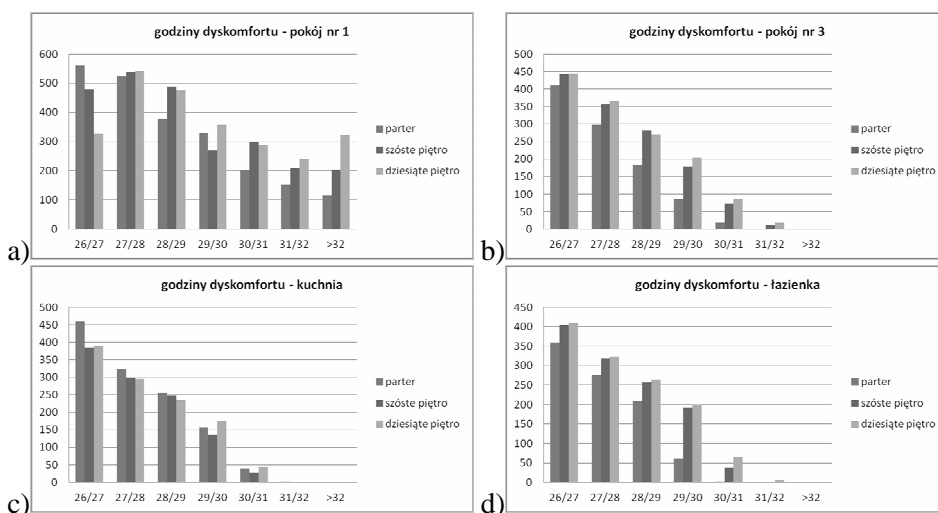 godziny dyskomfortu - pokój nr 1
600
500
400
300
200
100
0
26/27 27/28 28/29 29/30 30/31 31/32 >32
parter
szóste piętro
dziesiąte piętro
a)
godziny dyskomfortu - pokój nr 3
500
450
400
350
300
250
200
150
100
50
0
26/27 27/28 28/29 29/30 30/31 31/32 >32
parter
szóste piętro
dziesiąte piętro
b)
godziny dyskomfortu - kuchnia
500
450
400
350
300
250
200
150
100
50
0
26/27 27/28 28/29 29/30 30/31 31/32 >32
parter
szóste piętro
dziesiąte piętro
c)
godziny dyskomfortu - łazienka
450
400
350
300
250
200
150
100
50
0
26/27 27/28 28/29 29/30 30/31 31/32 >32
parter
szóste piętro
dziesiąte piętro
d)